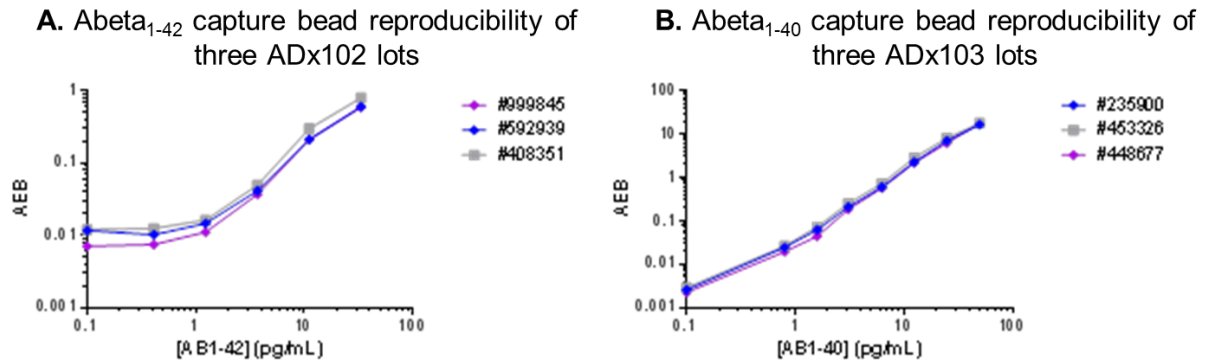 A. Abeta1-42 capture bead reproducibility of
three ADx102 lots
1
0.1
0.01
0.001
AEB
0.1 1 10 100
[AB1-42] (pg/mL)
#999845
#592939
#408351
B. Abeta1-40 capture bead reproducibility of
three ADx103 lots
100
10
1
0.1
0.01
0.001
AEB
0.1 1 10 100
[AB1-40] (pg/mL)
#235900
#453326
#448677